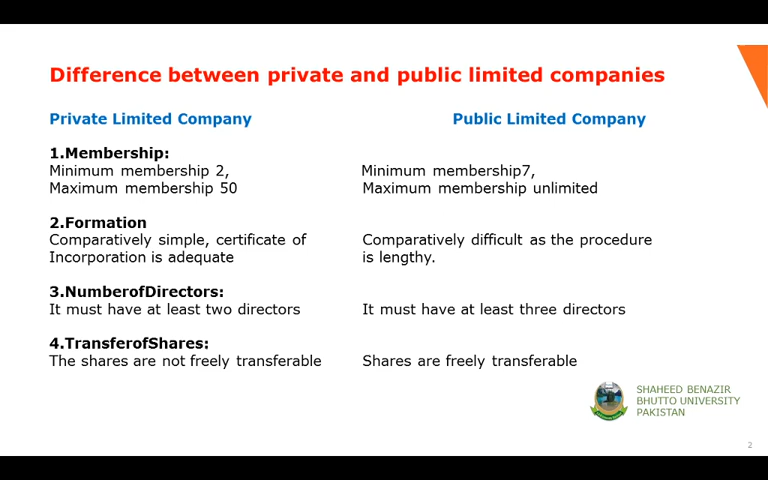 Difference between private and public limited companies
Private Limited Company Public Limited Company
1.Membership:
Minimum membership 2, Minimum membership7,
Maximum membership 50 Maximum membership unlimited
2.Formation
Comparatively simple, certificate of Comparatively difficult as the procedure
Incorporation is adequate is lengthy.
3.NumberofDirectors:
It must have at least two directors It must have at least three directors
4.TransferofShares:
The shares are not freely transferable Shares are freely transferable
SHAHEED BENAZIR
BHUTTO UNIVERSITY
PAKISTAN
2